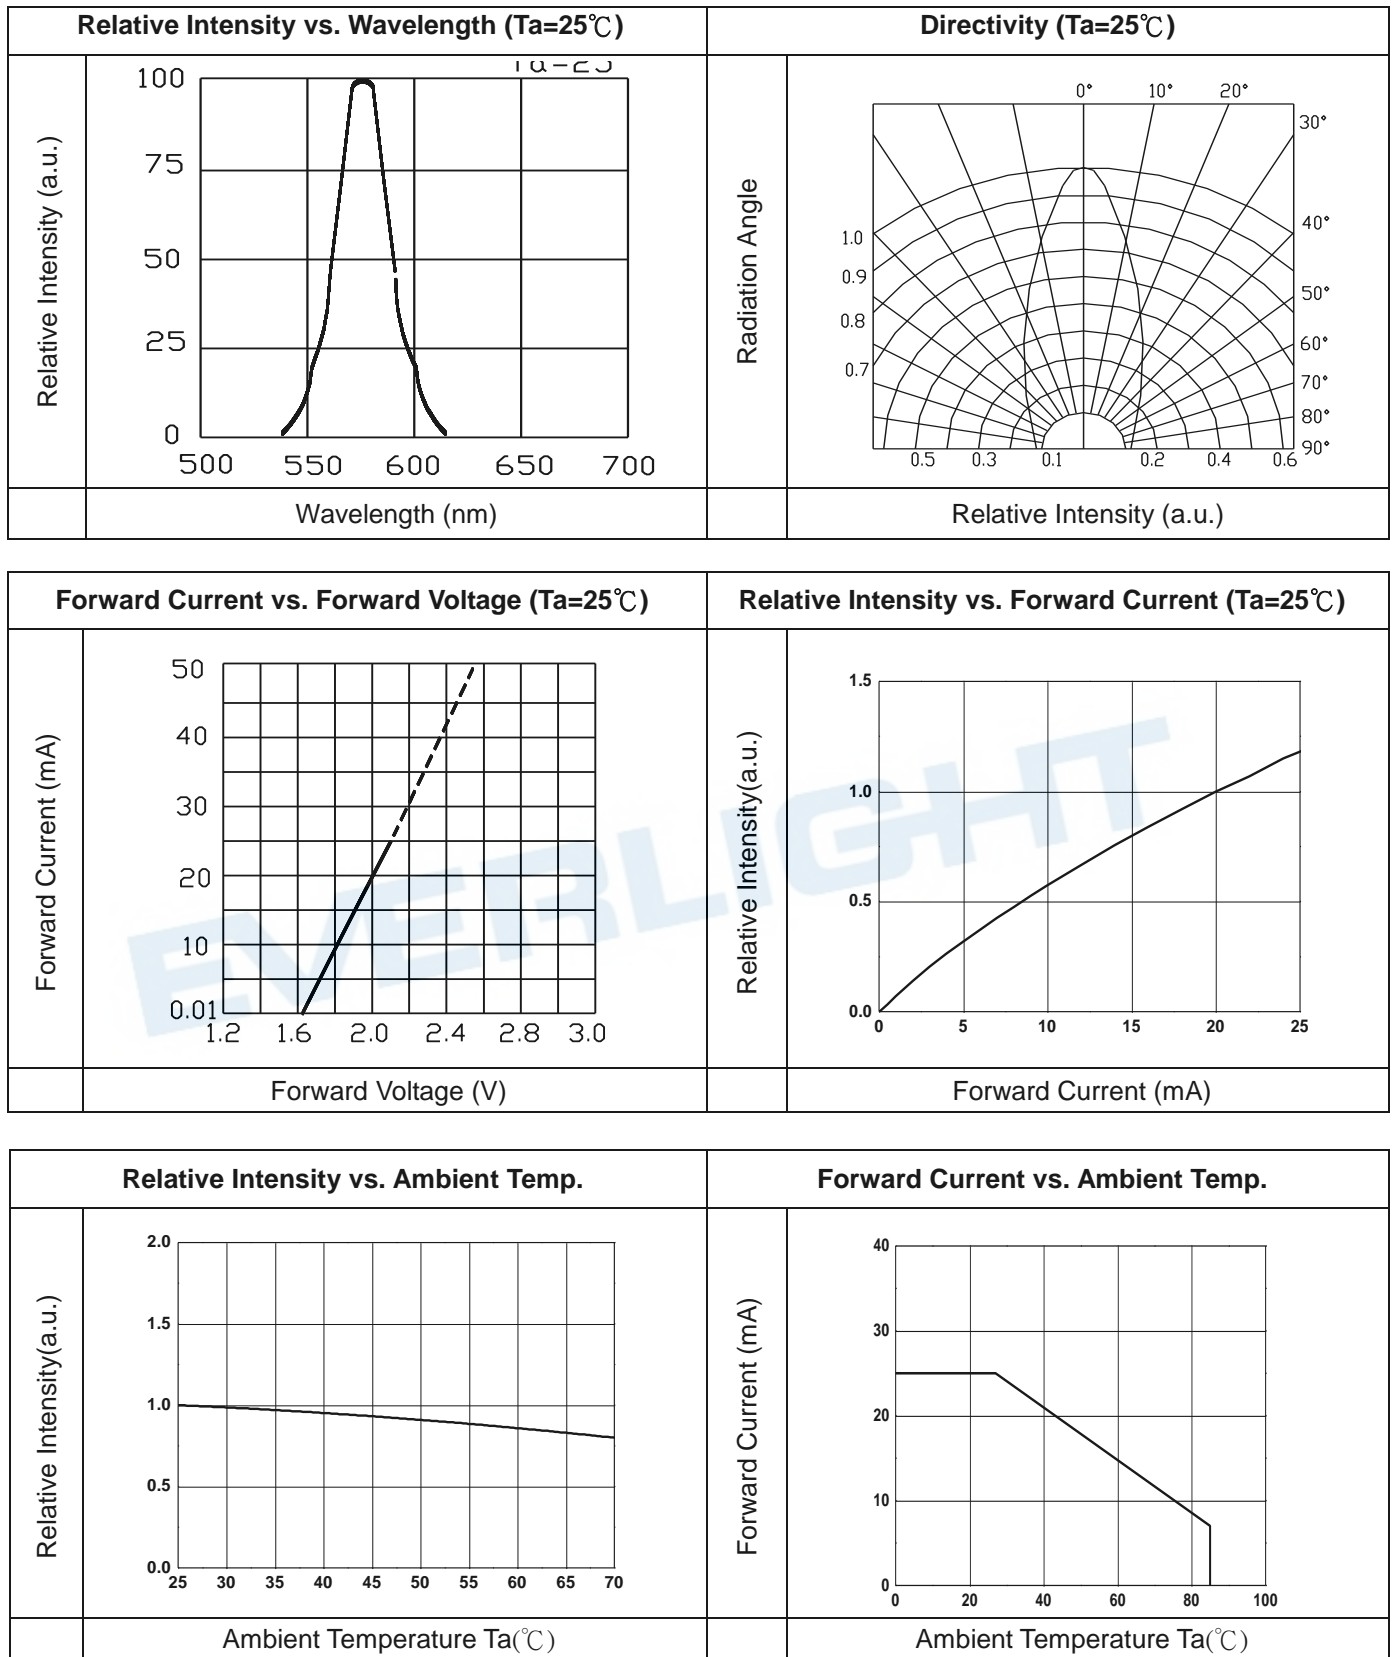 Relative Intensity vs. Wavelength (Ta=25℃)
Directivity (Ta=25℃)
Relative Intensity (a.u.)
100
75
50
25
0
500 550 600 650 700
Wavelength (nm)
Radiation Angle
0° 10° 20°
30°
40°
50°
60°
70°
80°
90°
1.0
0.9
0.8
0.7
0.5 0.3 0.1 0.2 0.4 0.6
Relative Intensity (a.u.)
Forward Current vs. Forward Voltage (Ta=25℃)
Relative Intensity vs. Forward Current (Ta=25℃)
Forward Current (mA)
50
40
30
20
10
0.01
1.2 1.6 2.0 2.4 2.8 3.0
Forward Voltage (V)
Relative Intensity(a.u.)
1.5
1.0
0.5
0.0
0 5 10 15 20 25
Forward Current (mA)
EVERLIGHT
Relative Intensity vs. Ambient Temp.
Forward Current vs. Ambient Temp.
Relative Intensity(a.u.)
2.0
1.5
1.0
0.5
0.0
25 30 35 40 45 50 55 60 65 70
Ambient Temperature Ta(℃)
Forward Current (mA)
40
30
20
10
0
0 20 40 60 80 100
Ambient Temperature Ta(℃)